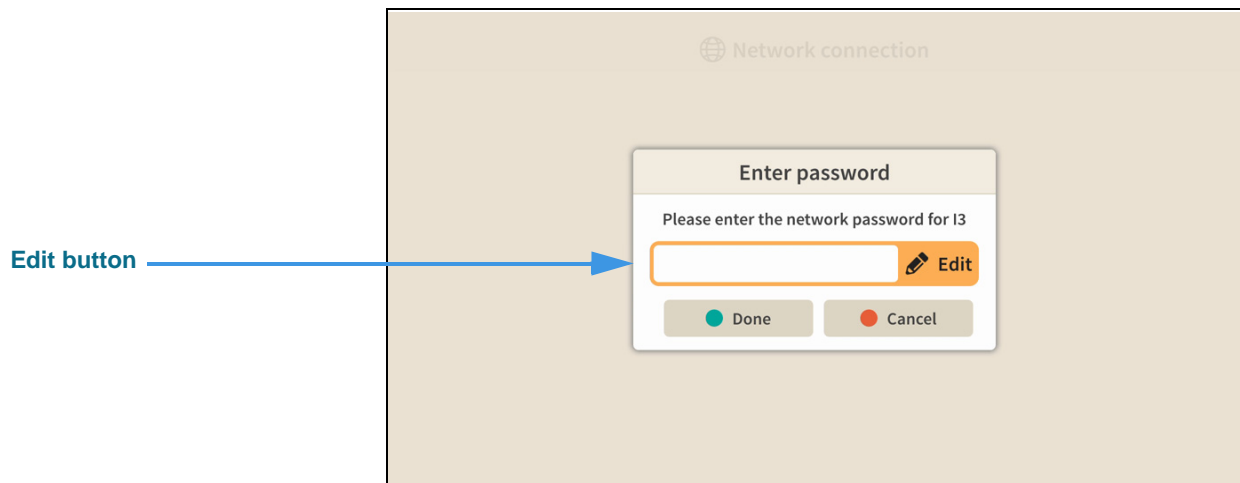 Network connection
Enter password
Please enter the network password for I3
Edit button
Edit
Done
Cancel